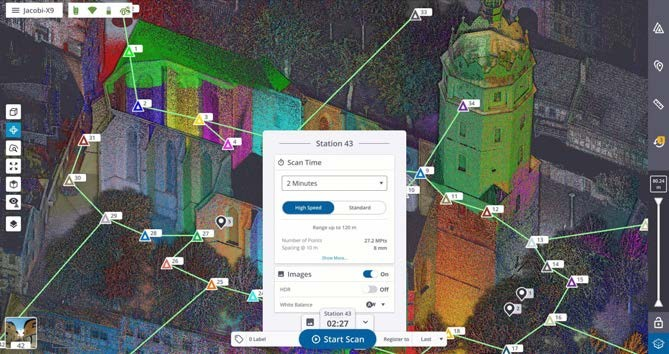 Jacobi-X9
33
1
2
3
4
34
31
30
29
28
27
26
25
9
10
11
12
13
14
15
16
17
18
Station 43
Scan Time
2 Minutes
High Speed
Standard
Range up to 120 m
Number of Points
27.2 MPts
Spacing @ 10 m
8 mm
Show More...
Images
On
HDR
Off
White Balance
Station 43
02:27
0 Label
Start Scan
Register to
Last
80.24
m
42